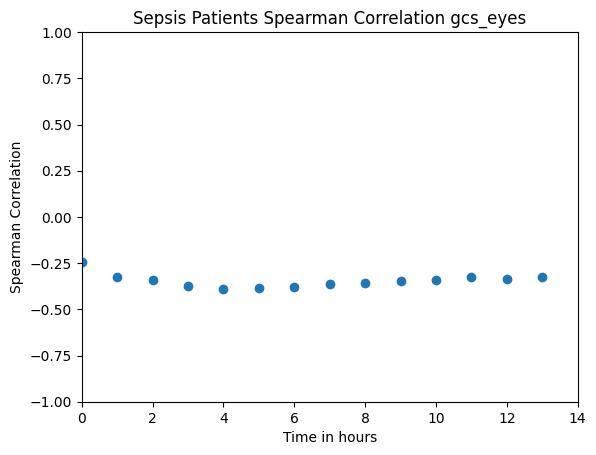 Sepsis Patients Spearman Correlation gcs_eyes
1.00
0.75
0.50
0.25
0.00
−0.25
−0.50
−0.75
−1.00
Spearman Correlation
0 2 4 6 8 10 12 14
Time in hours